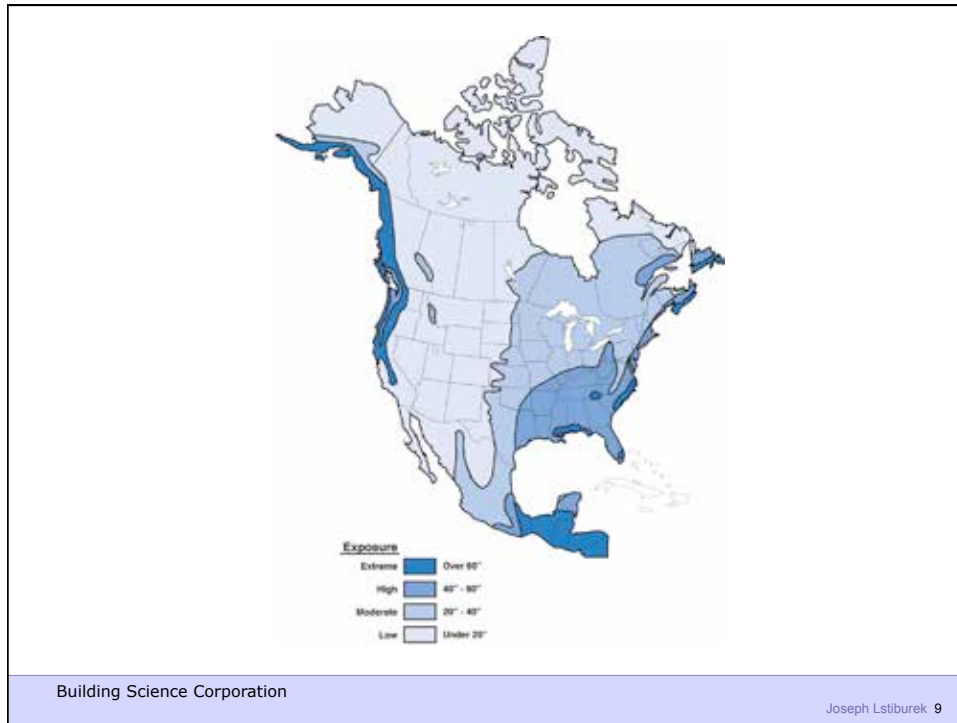 Exposure
Extreme Over 60"
High 40" - 60"
Moderate 20" - 40"
Low Under 20"
Building Science Corporation
Joseph Lstiburek 9